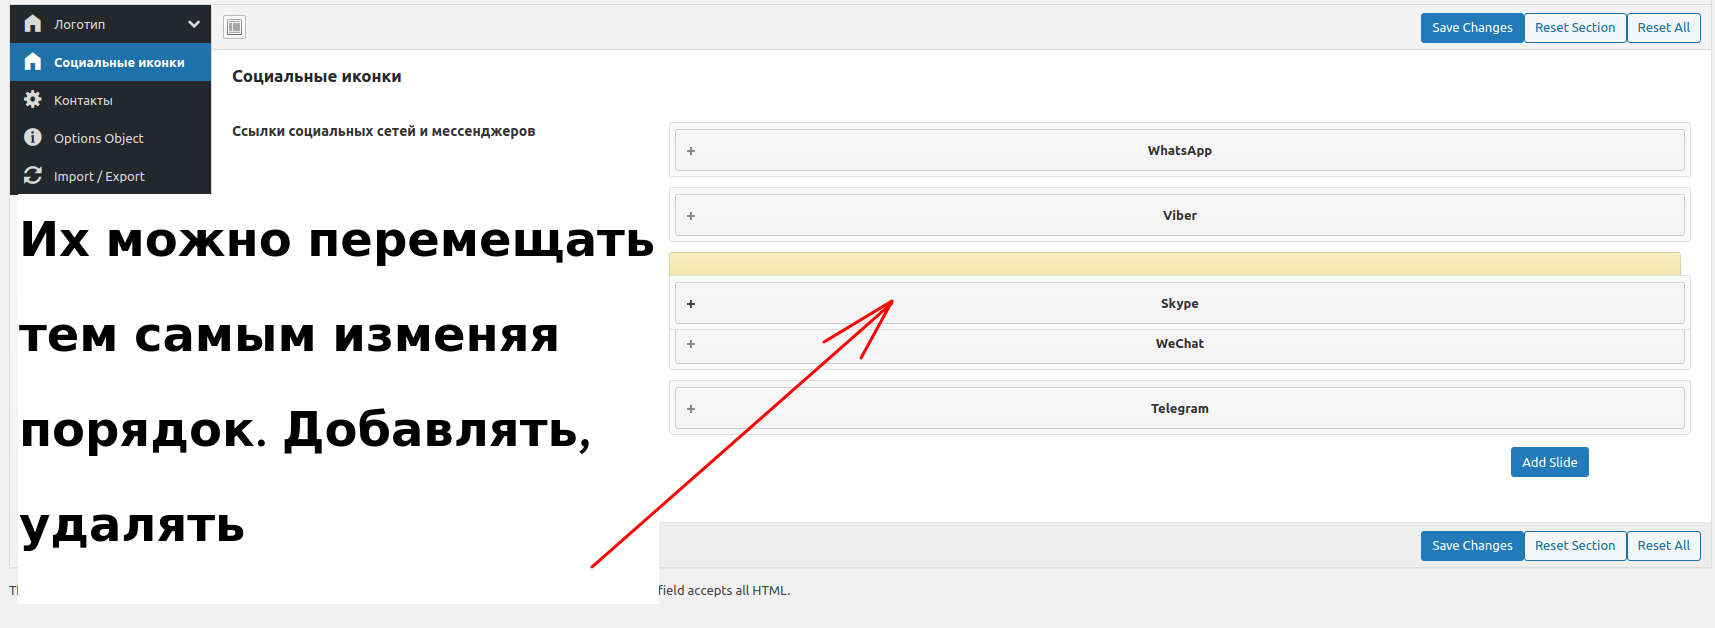 Логотип
Save Changes Reset Section Reset All
Социальные иконки
Контакты
Options Object
Import / Export
Социальные иконки
Ссылки социальных сетей и мессенджеров
WhatsApp
Viber
Skype
WeChat
Telegram
Add Slide
Их можно перемещать
тем самым изменяя
порядок. Добавлять,
удалять
Save Changes Reset Section Reset All
field accepts all HTML.